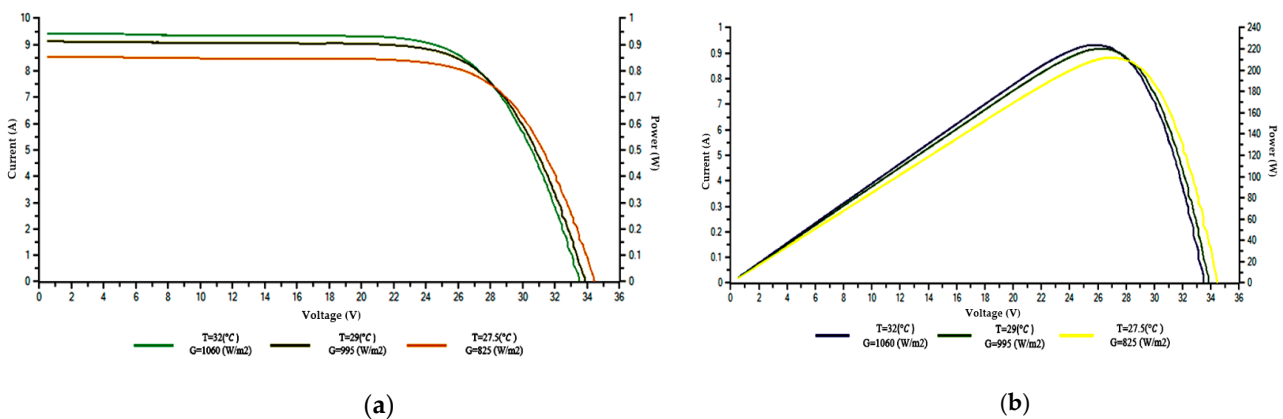 10
9
8
7
6
5
4
3
2
1
0
Current (A)
1
0.9
0.8
0.7
0.6
0.5
0.4
0.3
0.2
0.1
0
Power (W)
0 2 4 6 8 10 12 14 16 18 20 22 24 26 28 30 32 34 36
Voltage (V)
T=32(°C)
G=1060 (W/m2)
T=29(°C)
G=995 (W/m2)
T=27.5(°C)
G=825 (W/m2)
(a)
1
0.9
0.8
0.7
0.6
5
0.4
0.3
0.2
0.1
0
Current (A)
240
220
200
180
160
140
120
100
80
60
40
20
0
Power (W)
0 2 4 6 8 10 12 14 16 18 20 22 24 26 28 30 32 34 36
Voltage (V)
T=32(°C)
G=1060 (W/m2)
T=29(°C)
G=995 (W/m2)
T=27.5(°C)
G=825 (W/m2)
(b)